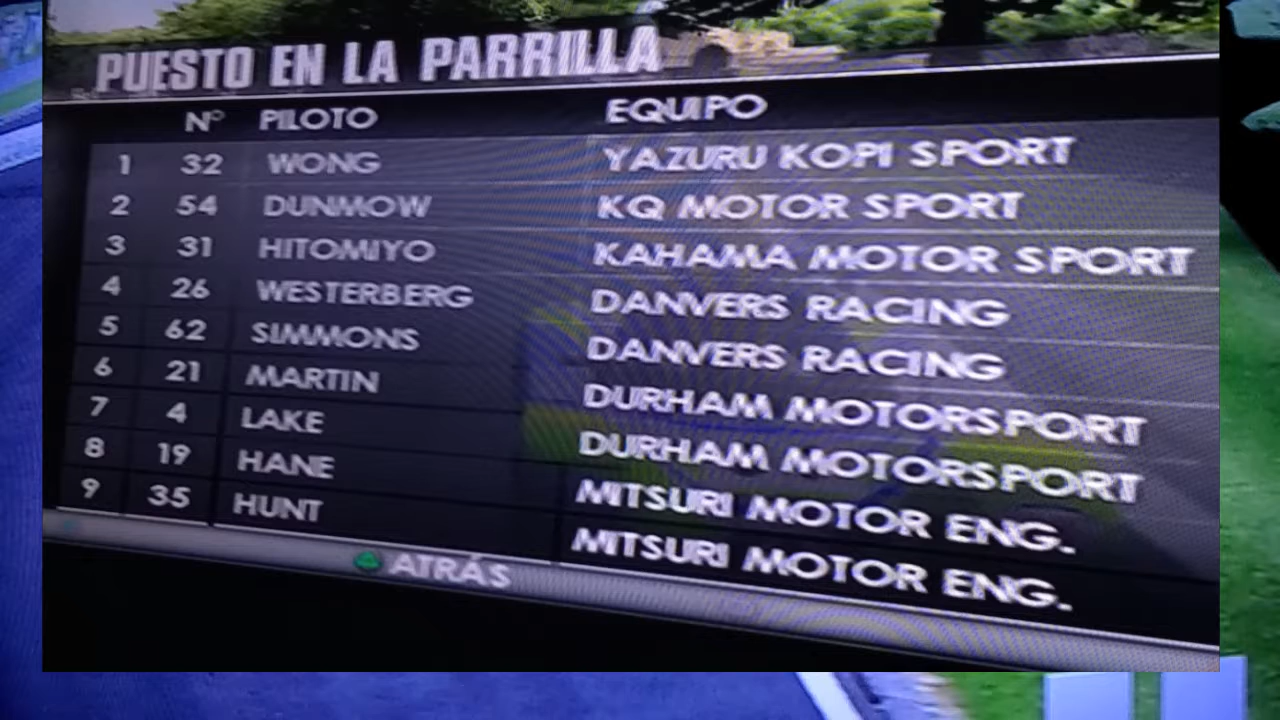 PUESTO EN LA PARRILLA
Nº PILOTO EQUIPO
1 32 WONG YAZURU KOPI SPORT
2 54 DUNMOW KQ MOTOR SPORT
3 31 HITOMIYO KAHAMA MOTOR SPORT
4 26 WESTERBERG DANVERS RACING
5 62 SIMMONS DANVERS RACING
6 21 MARTIN DURHAM MOTORSPORT
7 4 LAKE DURHAM MOTORSPORT
8 19 HANE MITSURI MOTOR ENG.
9 35 HUNT MITSURI MOTOR ENG.
ATRÁS